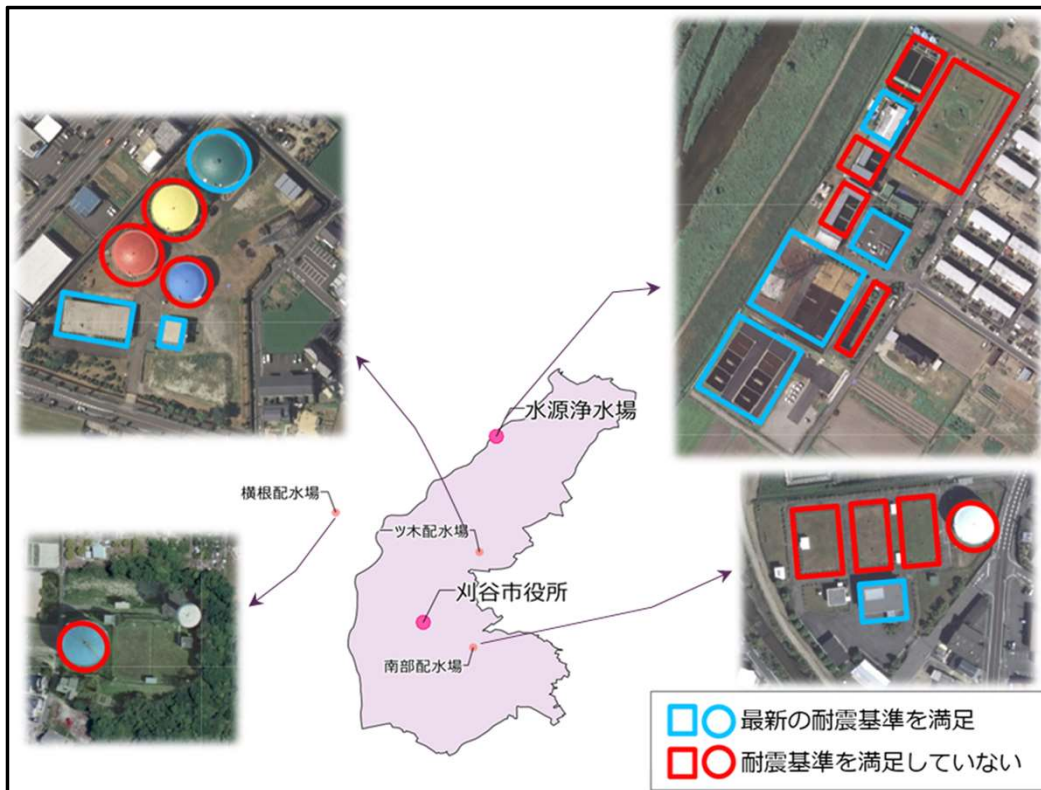 水源浄水場
横根配水場
一ツ木配水場
刈谷市役所
南部配水場
最新の耐震基準を満足
耐震基準を満足していない